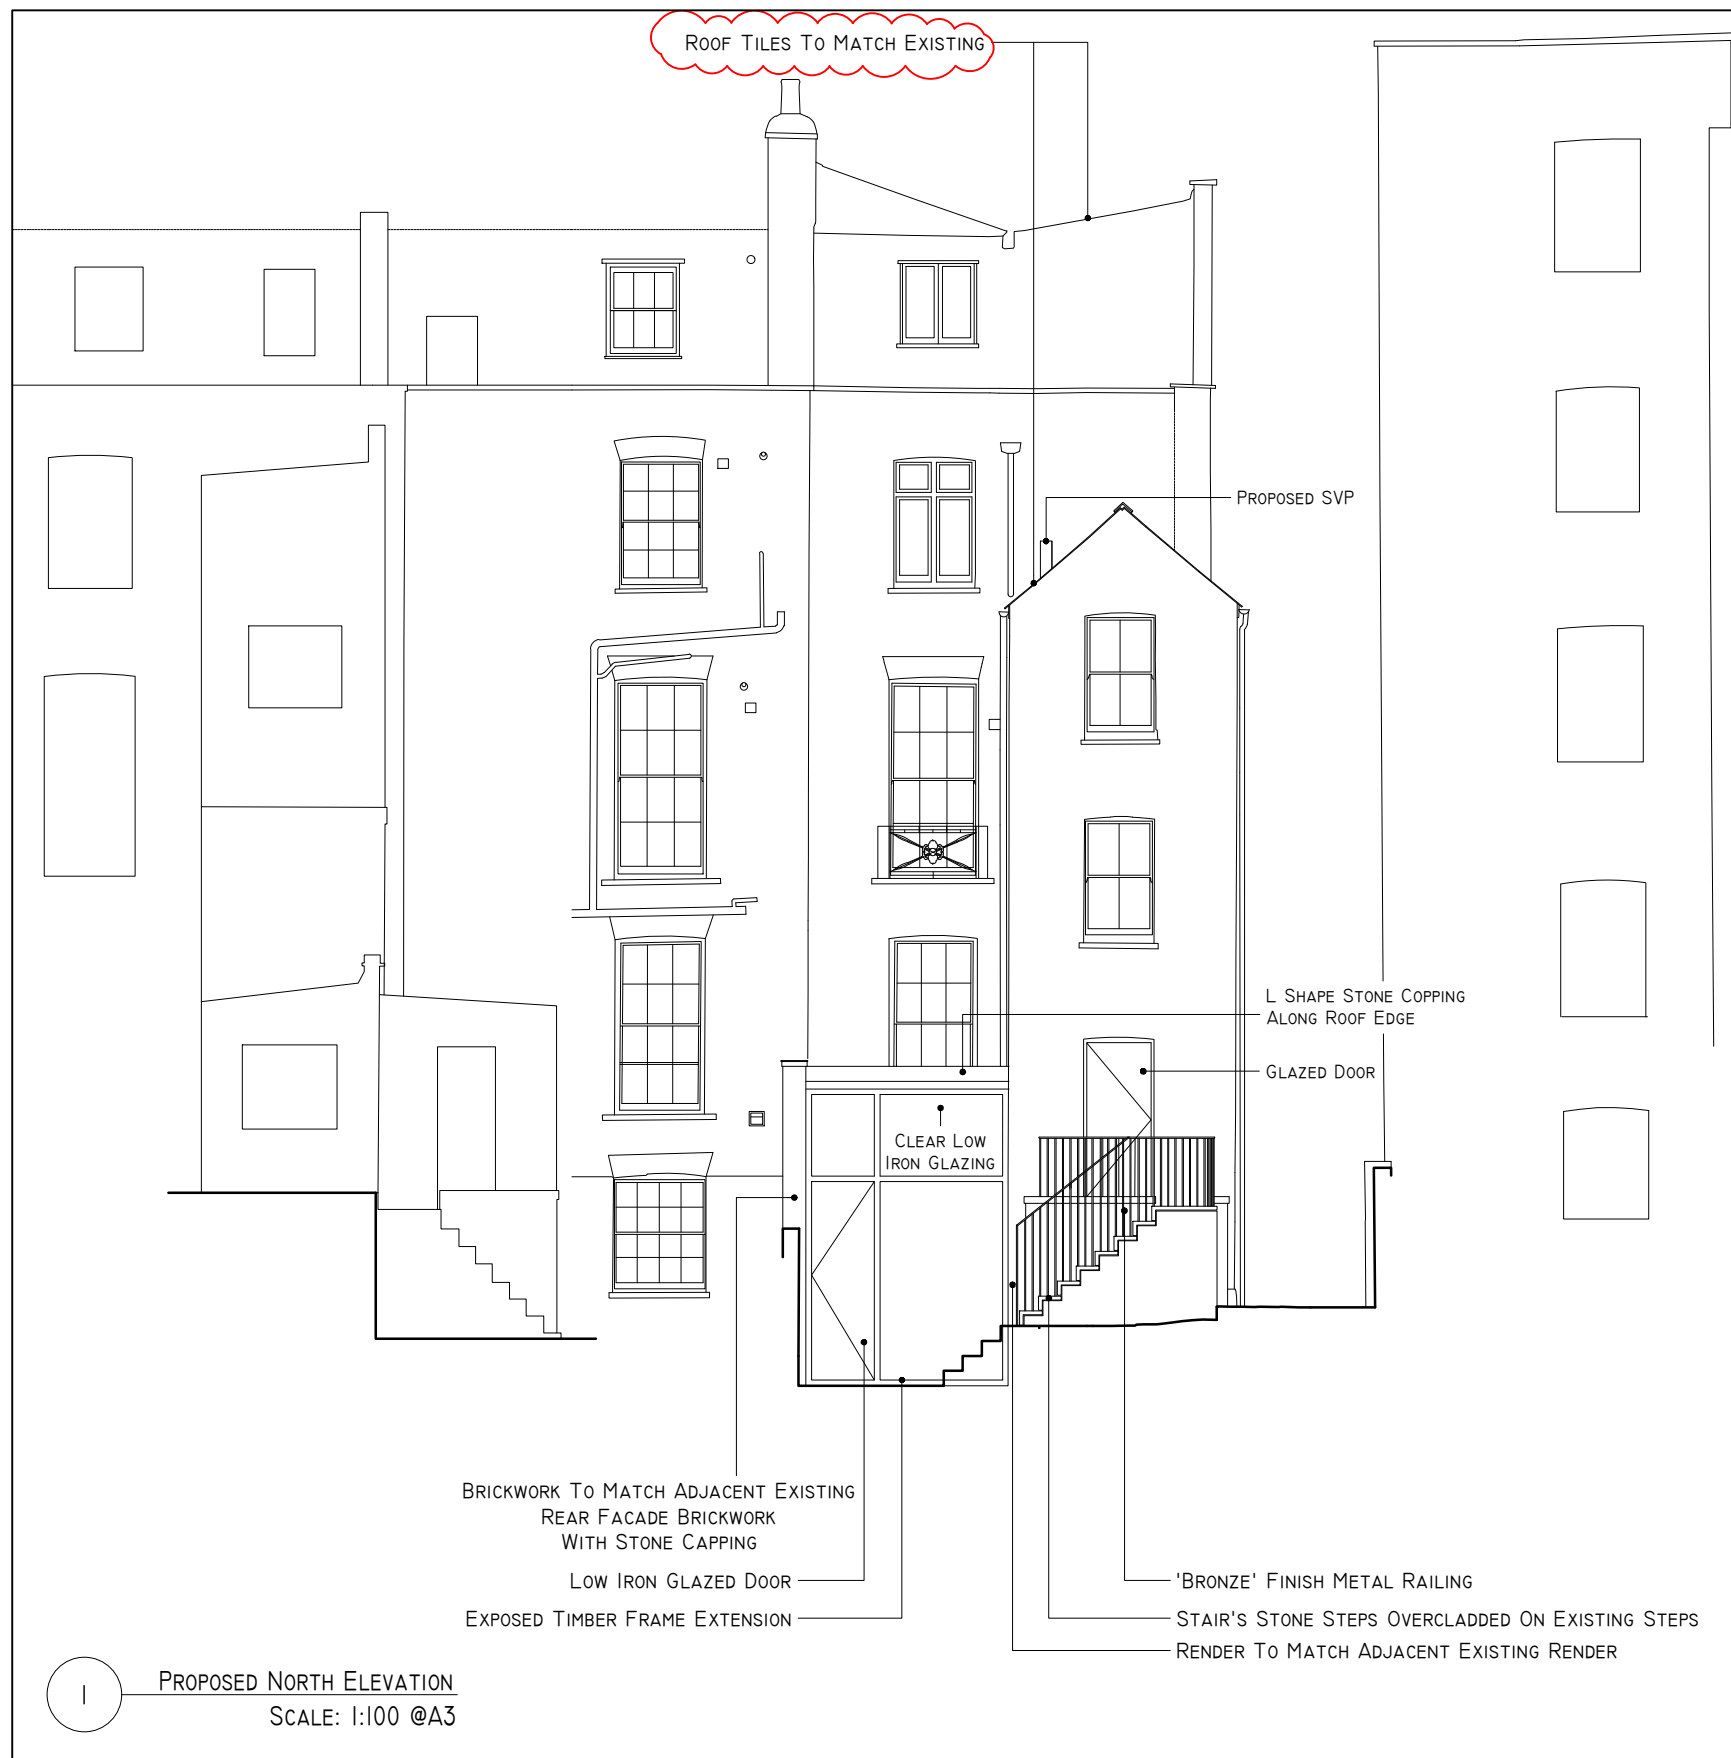 Roof Tiles To Match Existing
Proposed SVP
L Shape Stone Copping
Along Roof Edge
Glazed Door
Clear Low
Iron Glazing
Brickwork To Match Adjacent Existing
Rear Facade Brickwork
With Stone Capping
Low Iron Glazed Door
Exposed Timber Frame Extension
'Bronze' Finish Metal Railing
Stair's Stone Steps Overcladded On Existing Steps
Render To Match Adjacent Existing Render
1
Proposed North Elevation
Scale: 1:100 @A3